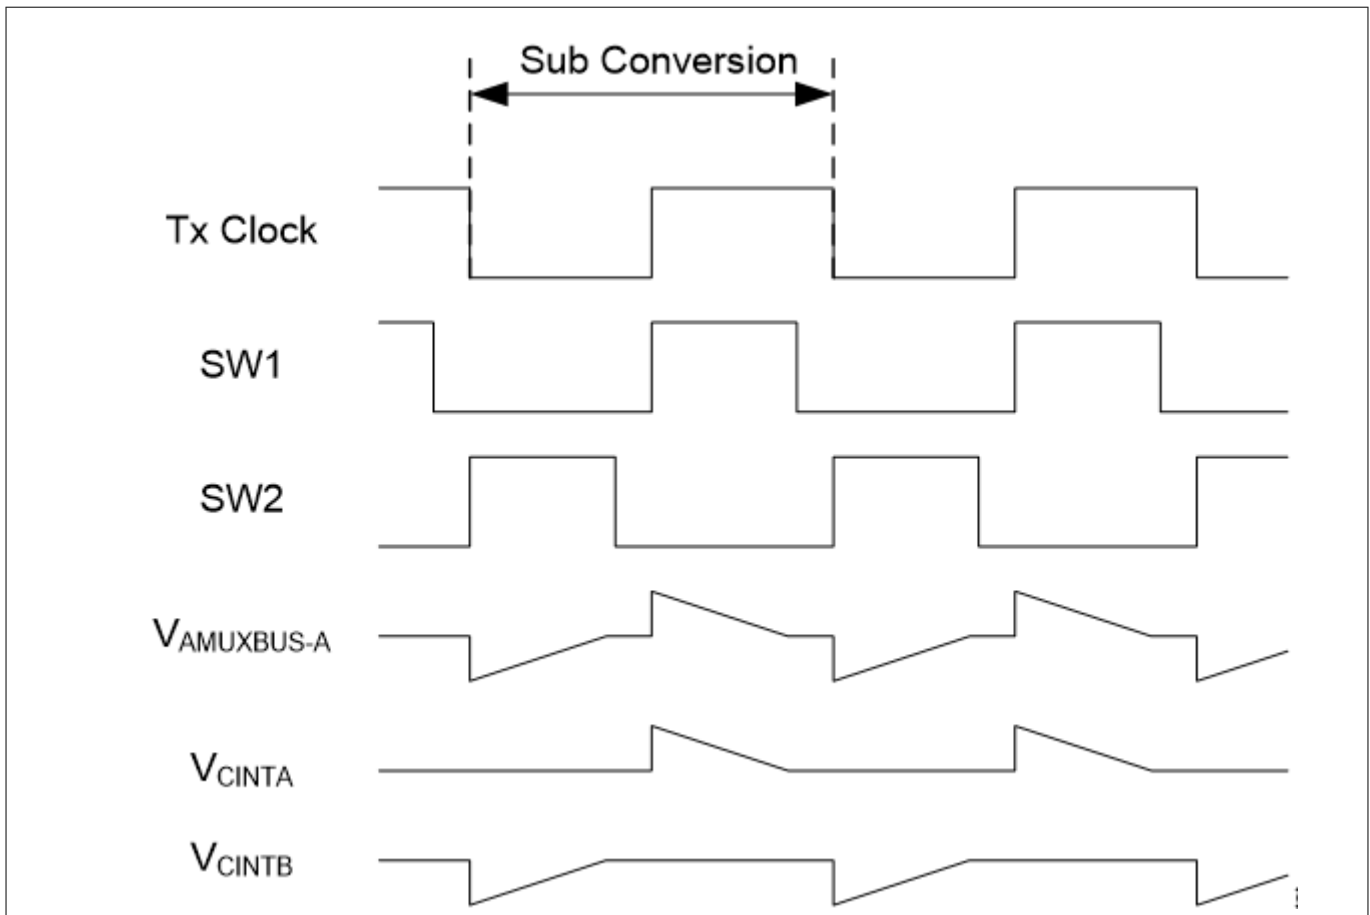 Sub Conversion
Tx Clock
SW1
SW2
VAMUXBUS-A
VCINTA
VCINTB